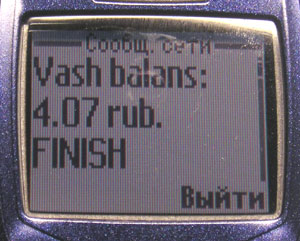 Сообщ. сети
Vash balans:
4.07 rub.
FINISH
Выйти